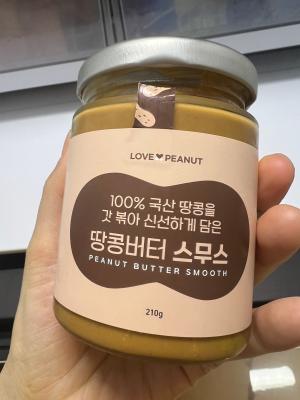 LOVE♥PEANUT
100% 국산 땅콩을
갓 볶아 신선하게 담은
땅콩버터 스무스
PEANUT BUTTER SMOOTH
210g